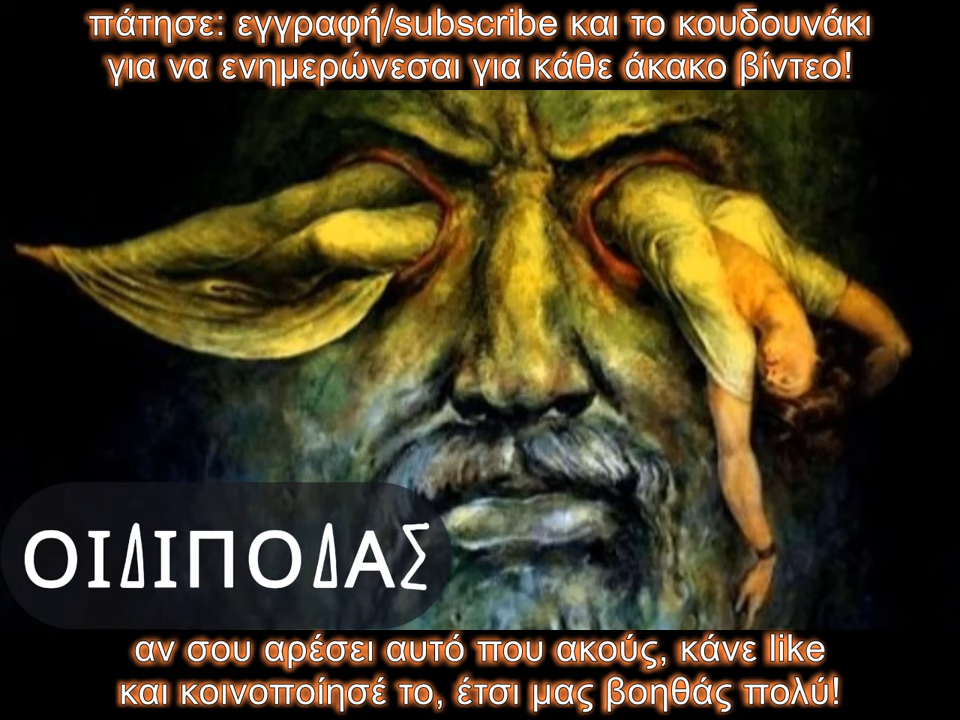 πάτησε: εγγραφή/subscribe και το κουδουνάκι
για να ενημερώνεσαι για κάθε άκακο βίντεο!
ΟΙΔΙΠΟΔΑΣ
αν σου αρέσει αυτό που ακούς, κάνε like
και κοινοποίησέ το, έτσι μας βοηθάς πολύ!